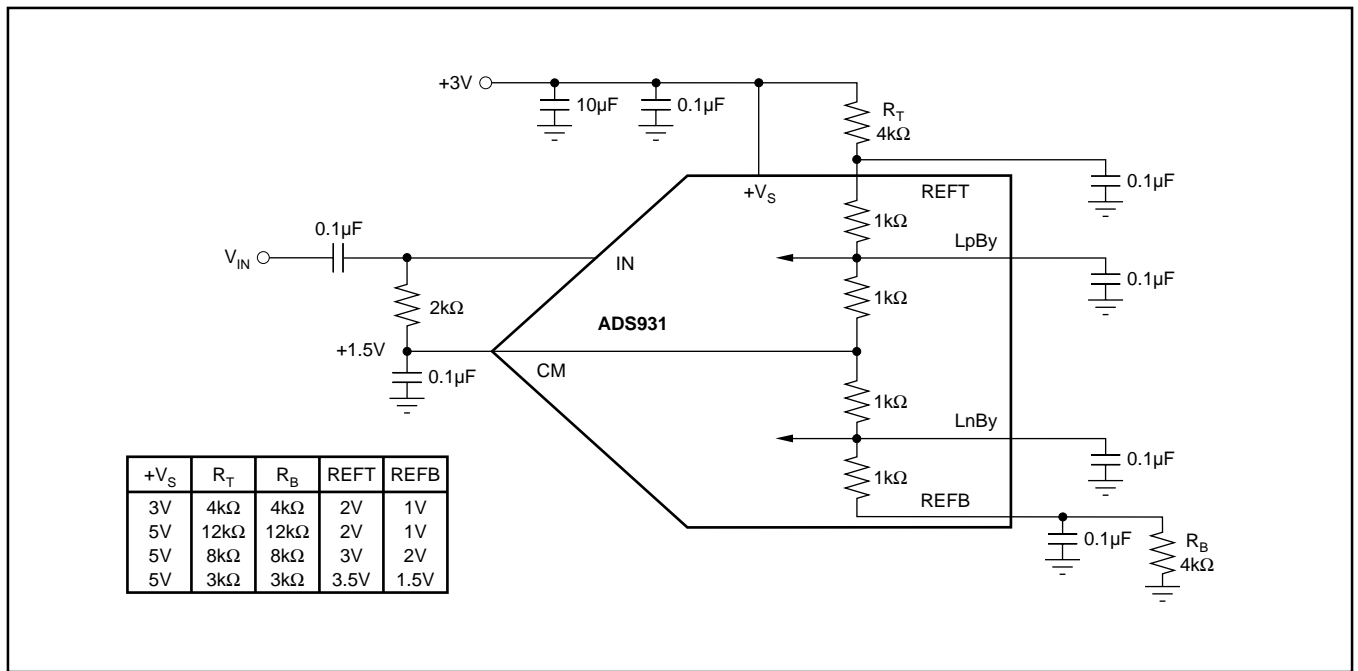 +3V
10µF
0.1µF
R_T
4kΩ
+V_S
REFT
0.1µF
1kΩ
0.1µF
LpBy
V_IN
IN
0.1µF
1kΩ
2kΩ
ADS931
+1.5V
CM
0.1µF
1kΩ
LnBy
0.1µF
1kΩ
REFB
0.1µF
R_B
4kΩ
+V_S R_T R_B REFT REFB
3V 4kΩ 4kΩ 2V 1V
5V 12kΩ 12kΩ 2V 1V
5V 8kΩ 8kΩ 3V 2V
5V 3kΩ 3kΩ 3.5V 1.5V